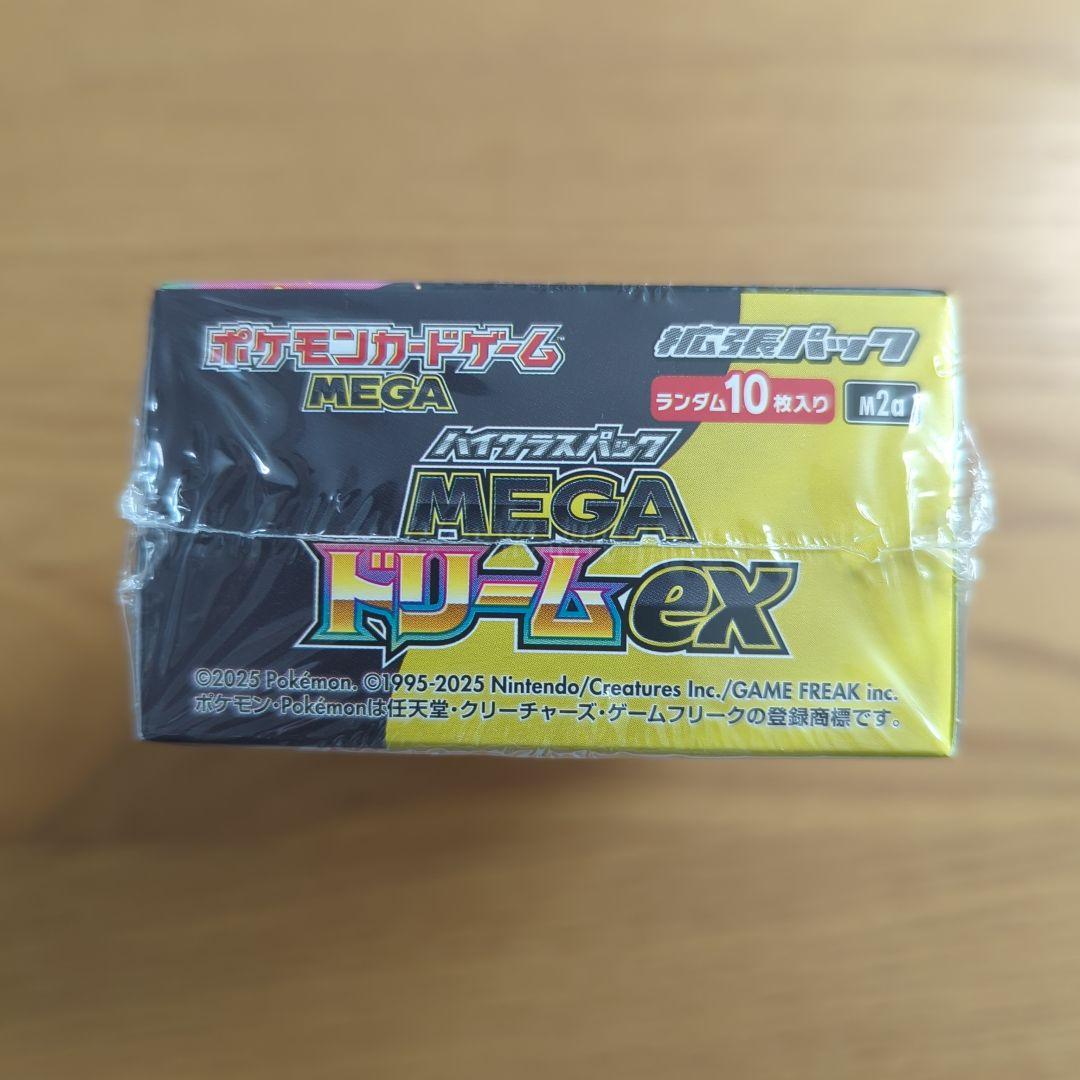 ポケモンカードゲーム
MEGA
拡張パック
ランダム10枚入り M2a
ハイクラスパック
MEGA
ドリームex
©2025 Pokémon. ©1995-2025 Nintendo/Creatures Inc./GAME FREAK inc.
ポケモン・Pokémonは任天堂・クリーチャーズ・ゲームフリークの登録商標です。